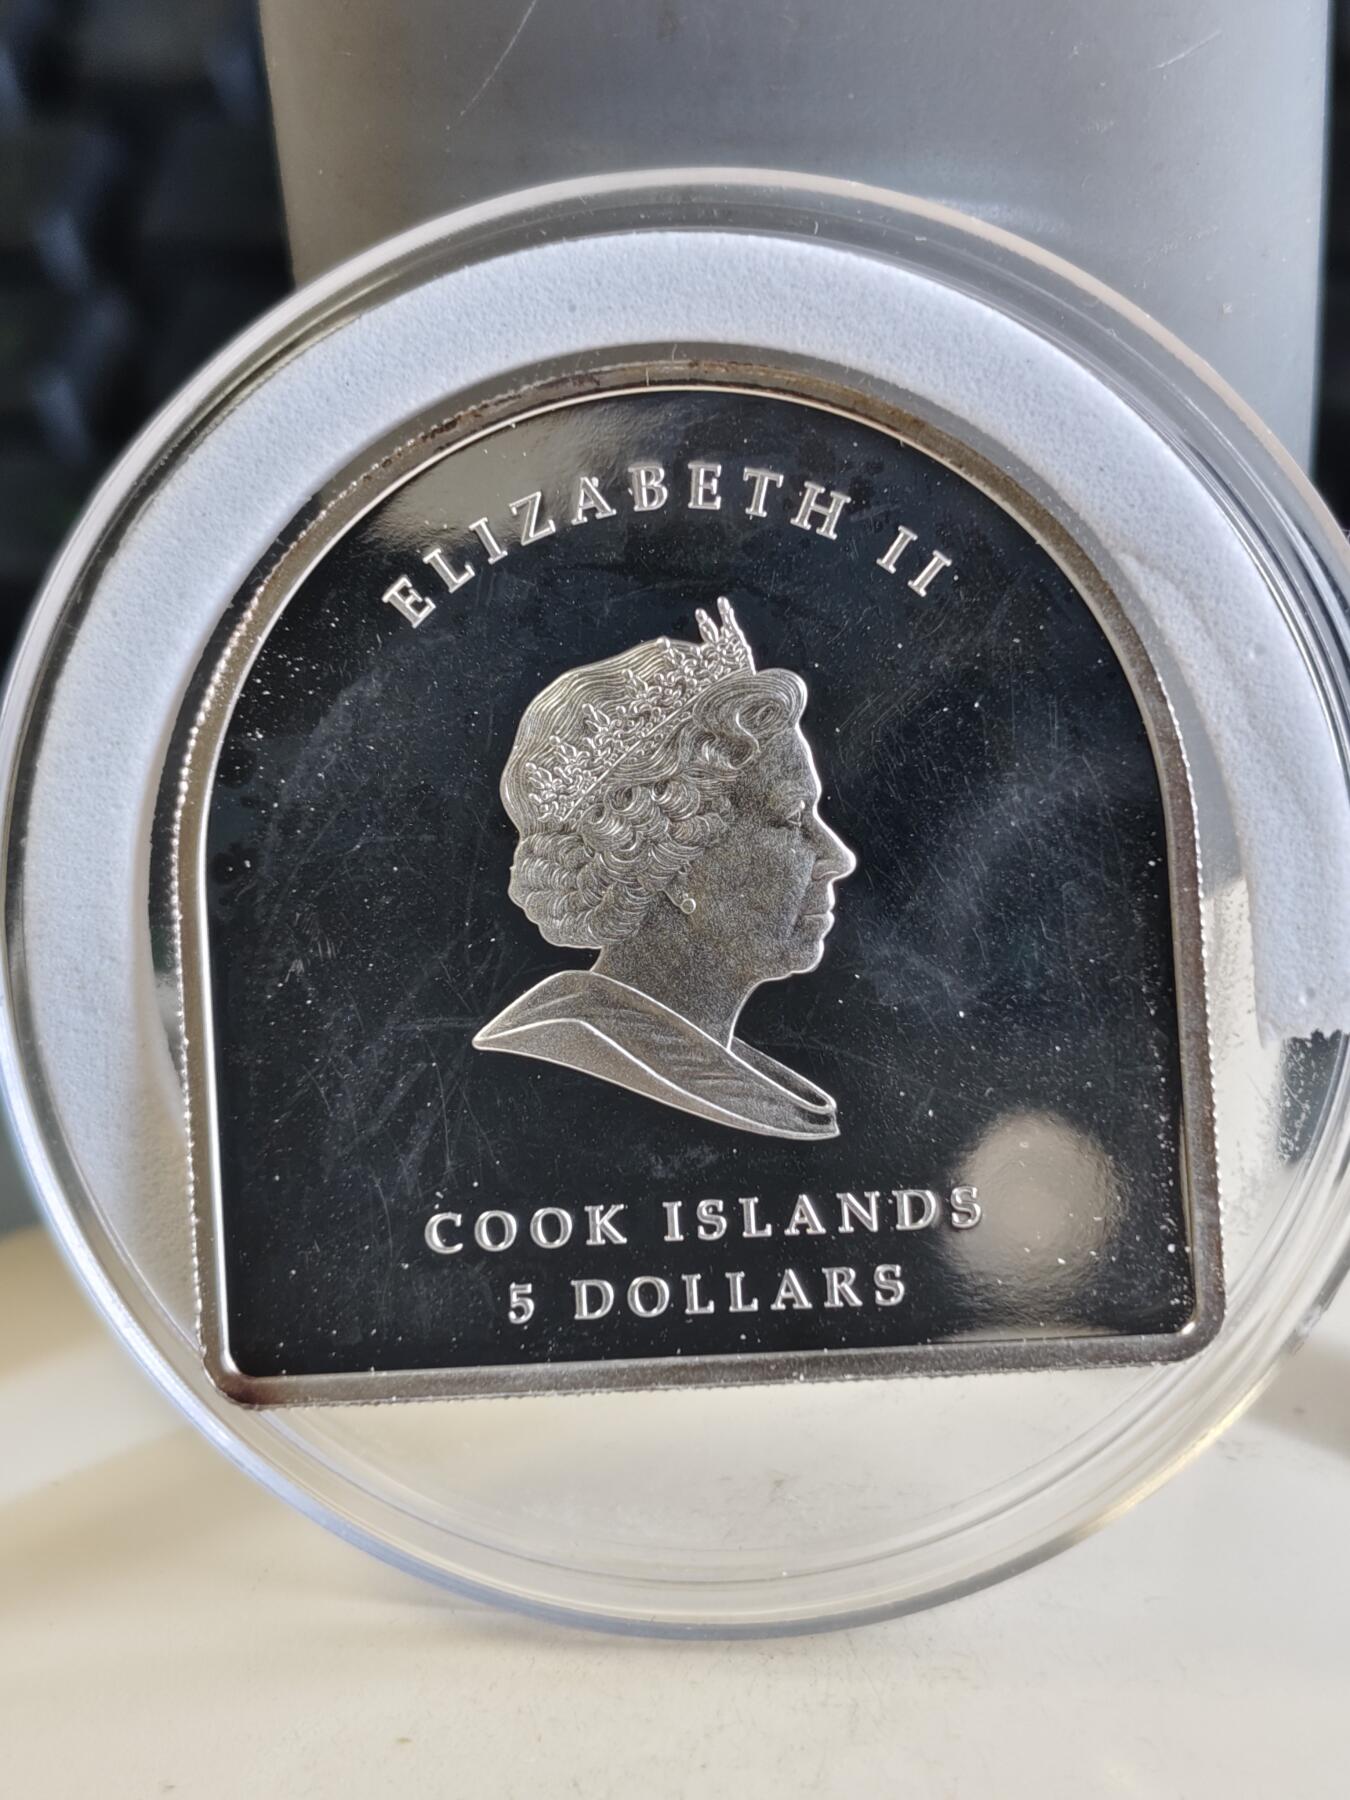 ELIZABETH II
COOK ISLANDS
5 DOLLARS